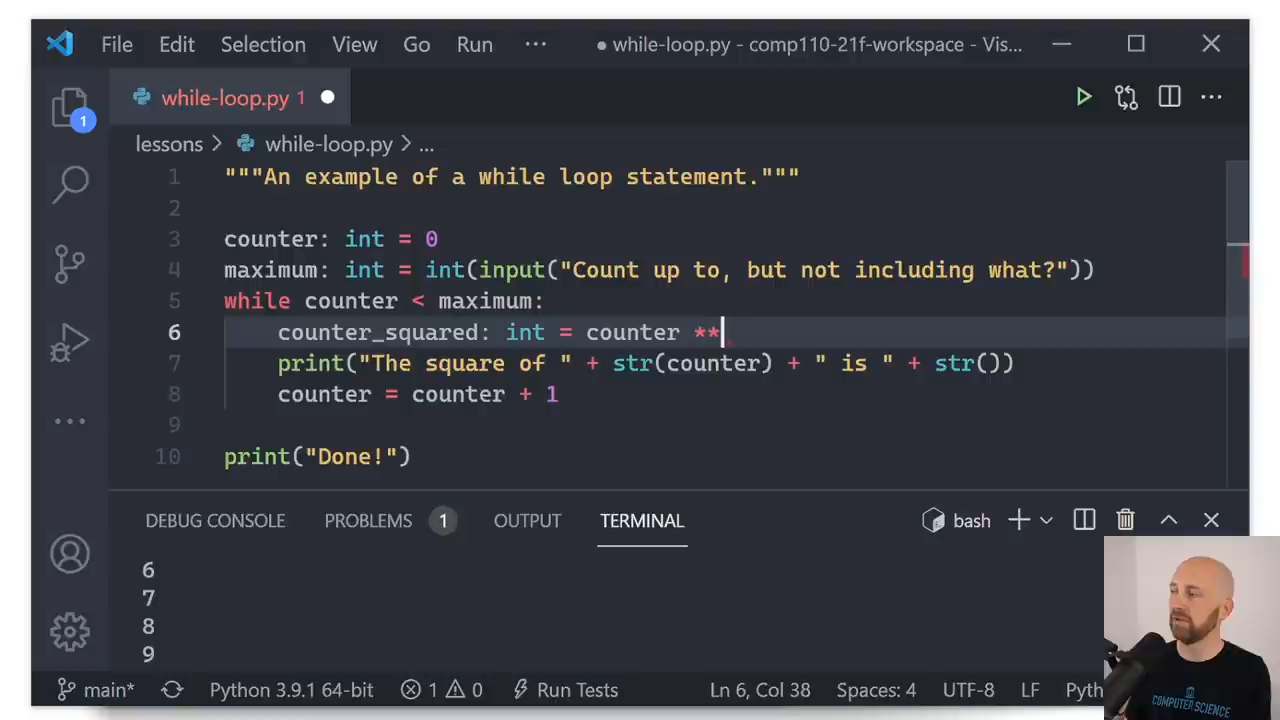 File Edit Selection View Go Run ··· ● while-loop.py - comp110-21f-workspace - Vis...
while-loop.py 1
1
lessons > while-loop.py > ...
1 """An example of a while loop statement."""
2
3 counter: int = 0
4 maximum: int = int(input("Count up to, but not including what?"))
5 while counter < maximum:
6     counter_squared: int = counter **
7     print("The square of " + str(counter) + " is " + str())
8     counter = counter + 1
9
10 print("Done!")
DEBUG CONSOLE PROBLEMS 1 OUTPUT TERMINAL bash
6
7
8
9
main* Python 3.9.1 64-bit 1 0 Run Tests Ln 6, Col 38 Spaces: 4 UTF-8 LF Pyth
COMPUTER SCIENCE